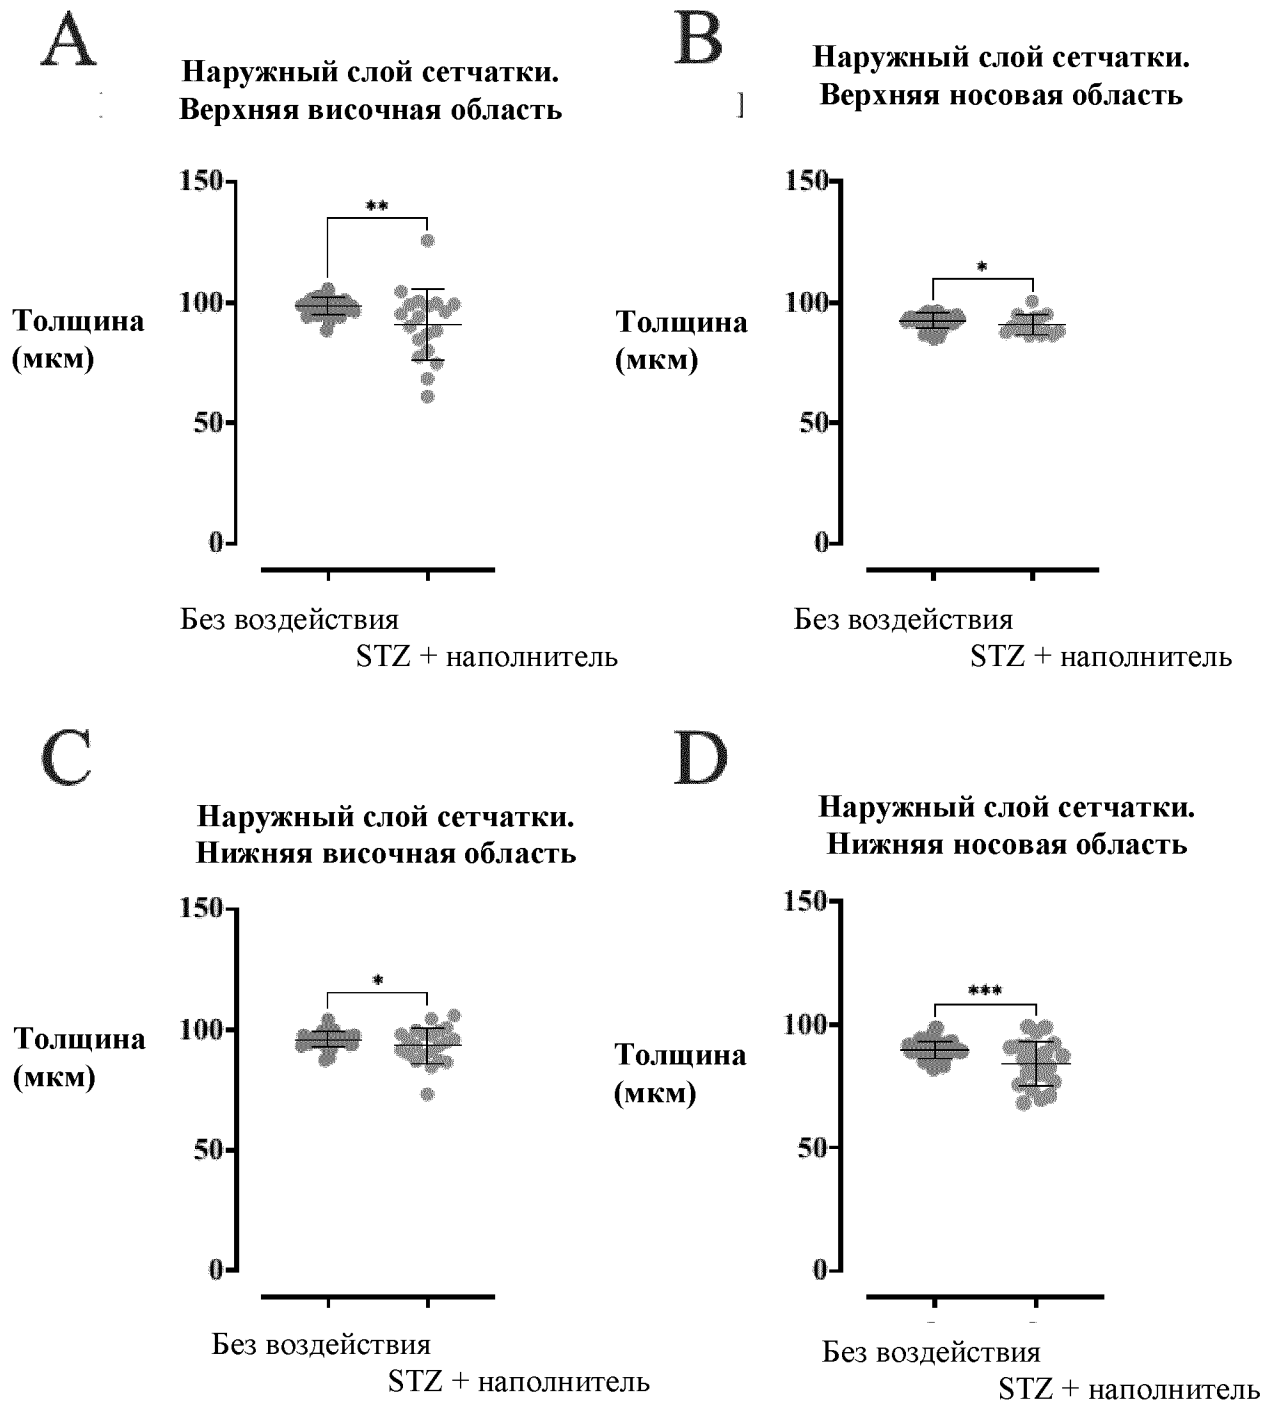 A
Наружный слой сетчатки.
Верхняя височная область
150
**
100
Толщина
(мкм)
50
0
Без воздействия
STZ + наполнитель
B
Наружный слой сетчатки.
Верхняя носовая область
150
*
100
Толщина
(мкм)
50
0
Без воздействия
STZ + наполнитель
C
Наружный слой сетчатки.
Нижняя височная область
150
*
100
Толщина
(мкм)
50
0
Без воздействия
STZ + наполнитель
D
Наружный слой сетчатки.
Нижняя носовая область
150
***
100
Толщина
(мкм)
50
0
Без воздействия
STZ + наполнитель